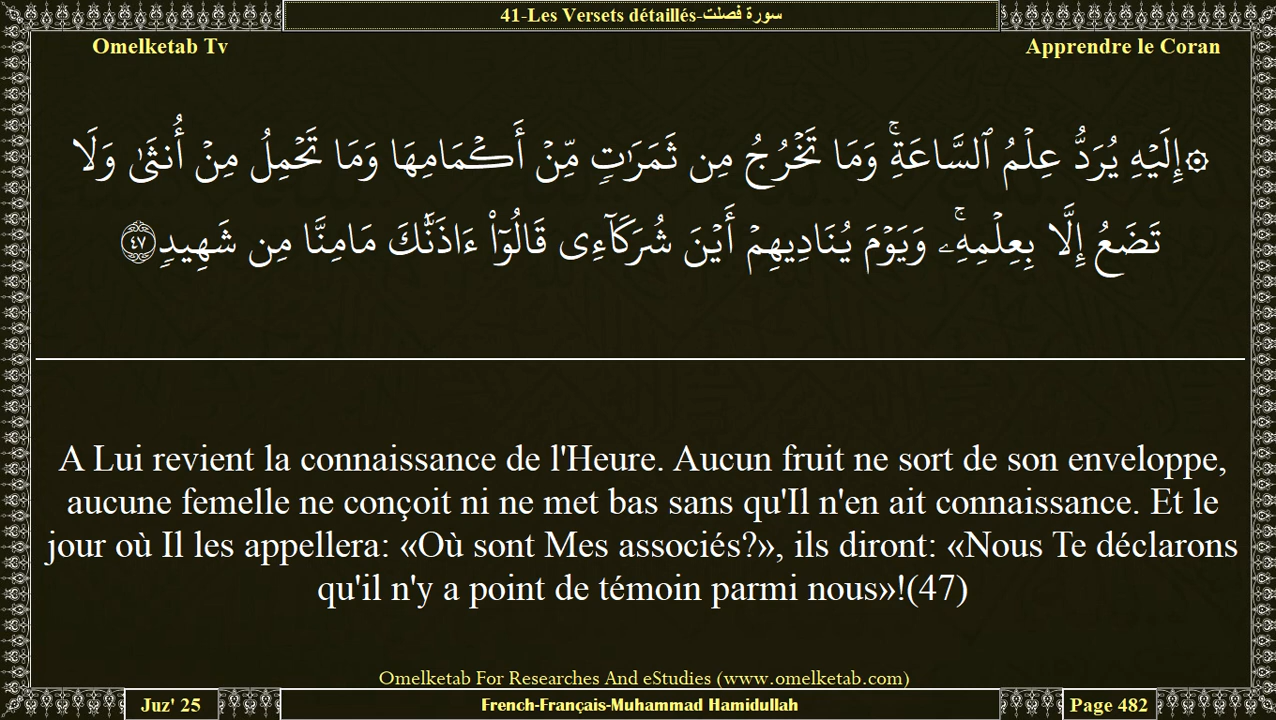 41-Les Versets détaillés-سورة فصلت
Omelketab Tv
Apprendre le Coran
۞إِلَيۡهِ يُرَدُّ عِلۡمُ ٱلسَّاعَةِۚ وَمَا تَخۡرُجُ مِن ثَمَرَٰتٖ مِّنۡ أَكۡمَامِهَا وَمَا تَحۡمِلُ مِنۡ أُنثَىٰ وَلَا
تَضَعُ إِلَّا بِعِلۡمِهِۦۚ وَيَوۡمَ يُنَادِيهِمۡ أَيۡنَ شُرَكَآءِي قَالُوٓاْ ءَاذَنَّٰكَ مَامِنَّا مِن شَهِيدٖ ٤٧
A Lui revient la connaissance de l'Heure. Aucun fruit ne sort de son enveloppe,
aucune femelle ne conçoit ni ne met bas sans qu'Il n'en ait connaissance. Et le
jour où Il les appellera: «Où sont Mes associés?», ils diront: «Nous Te déclarons
qu'il n'y a point de témoin parmi nous»!(47)
Omelketab For Researches And eStudies (www.omelketab.com)
Juz' 25
French-Français-Muhammad Hamidullah
Page 482